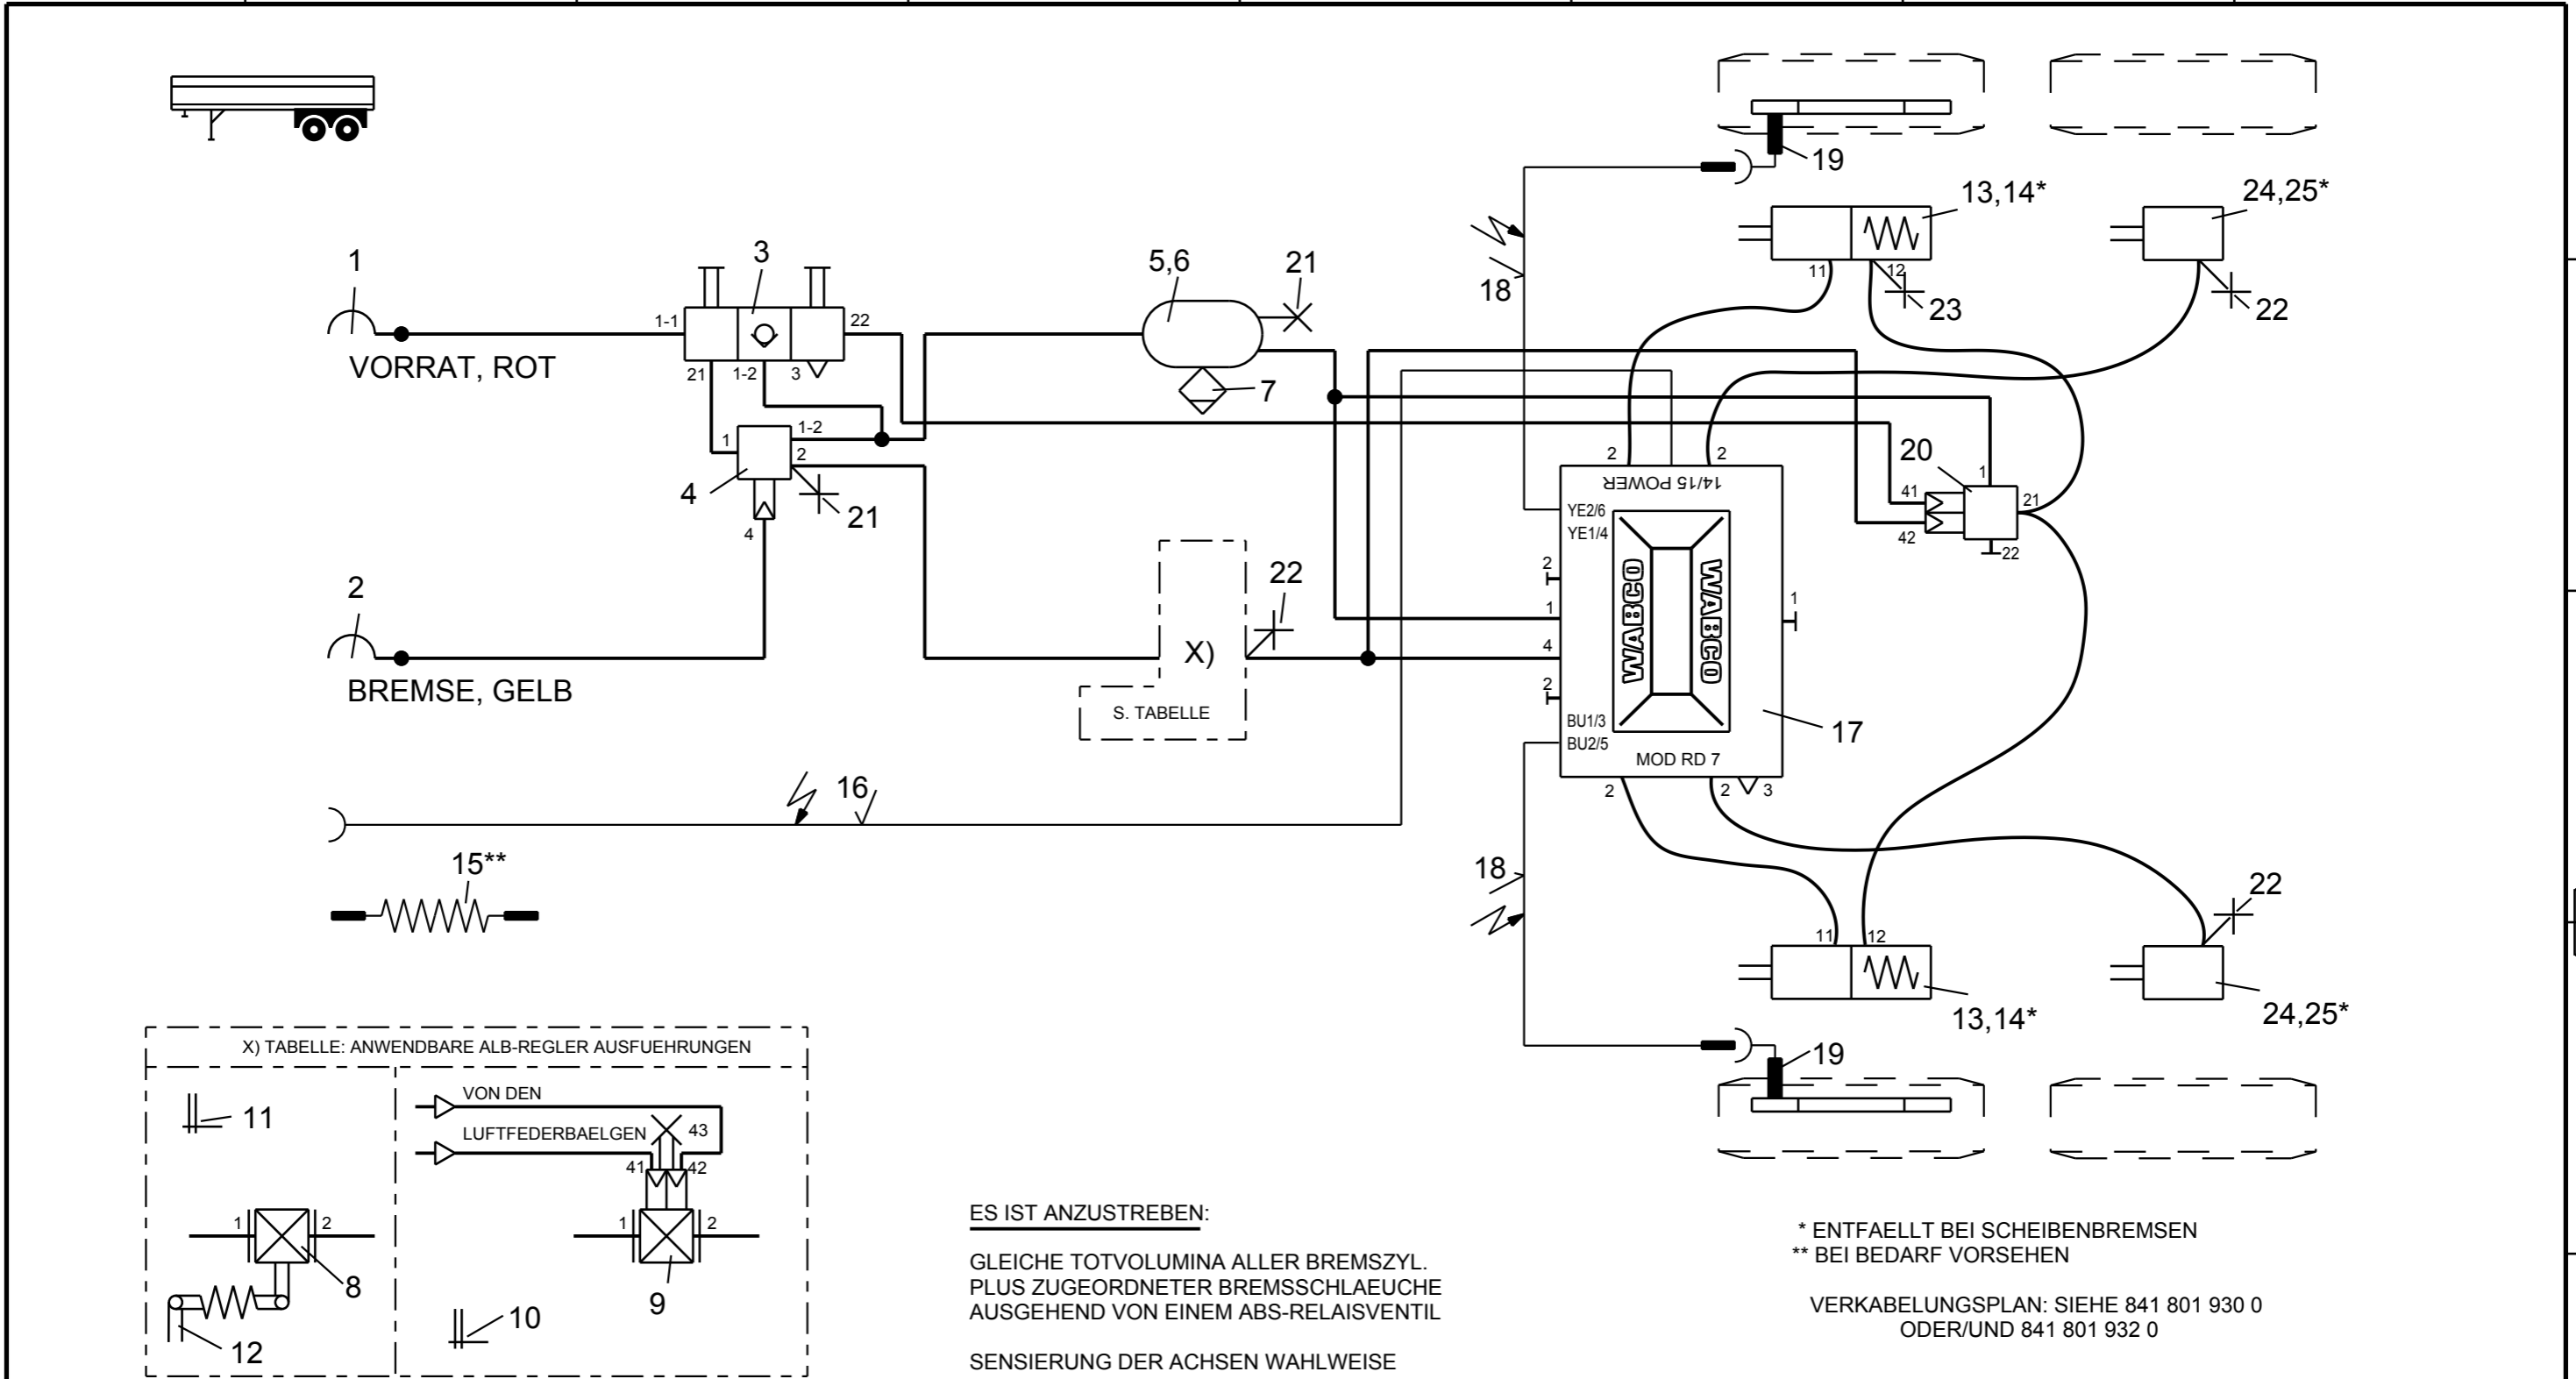 19
13,14*
24,25*
11
12
23
22
18
1
VORRAT, ROT
3
1-1
22
21
1-2
3
5,6
21
7
1
1-2
2
4
21
4
2
BREMSE, GELB
X)
22
S. TABELLE
2
2
14/15 POWER
YE2/6
YE1/4
2
1
4
2
BU1/3
BU2/5
WABCO
WABCO
MOD RD 7
1
17
2
2
3
20
1
41
42
21
22
16
15**
18
11
12
13,14*
22
24,25*
19
X) TABELLE: ANWENDBARE ALB-REGLER AUSFUEHRUNGEN
11
1
2
8
12
VON DEN
LUFTFEDERBAELGEN
43
41
42
1
2
9
10
ES IST ANZUSTREBEN:
GLEICHE TOTVOLUMINA ALLER BREMSZYL.
PLUS ZUGEORDNETER BREMSSCHLAEUCHE
AUSGEHEND VON EINEM ABS-RELAISVENTIL
SENSIERUNG DER ACHSEN WAHLWEISE
* ENTFAELLT BEI SCHEIBENBREMSEN
** BEI BEDARF VORSEHEN
VERKABELUNGSPLAN: SIEHE 841 801 930 0
ODER/UND 841 801 932 0